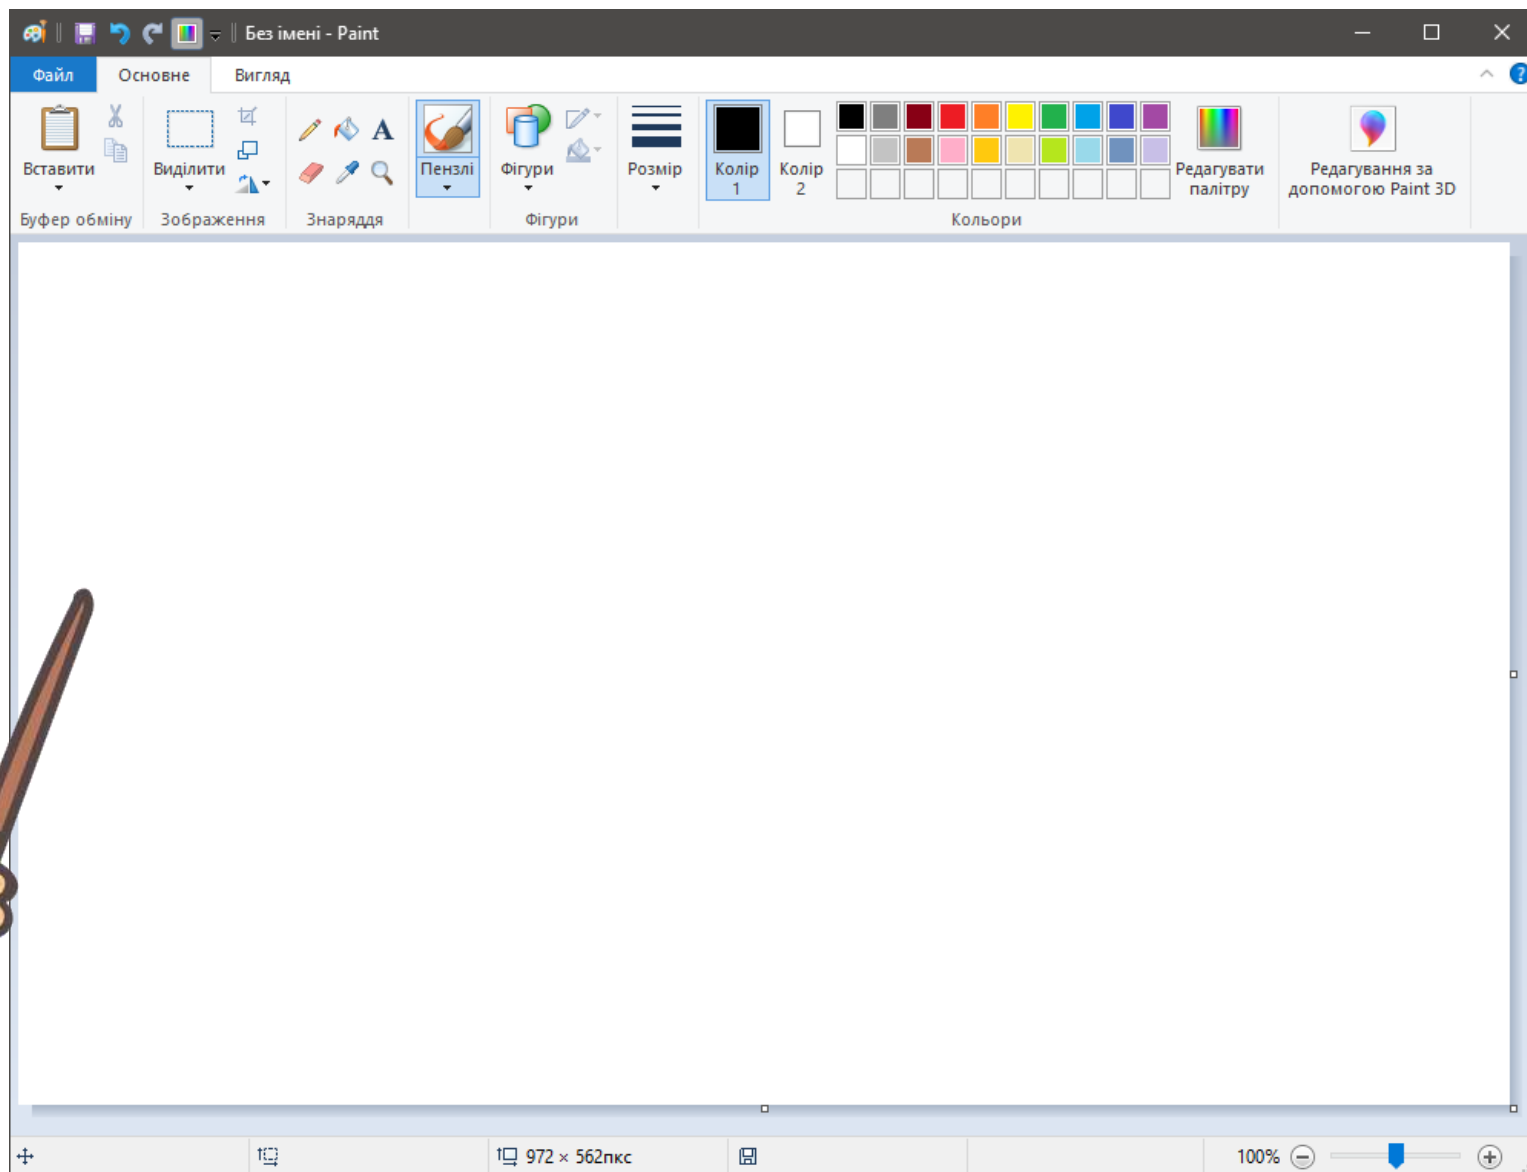 Без імені - Paint
Файл Основне Вигляд
Вставити Виділити Пензлі Фігури Розмір Колір 1 Колір 2 Редагувати палітру Редагування за допомогою Paint 3D
Буфер обміну Зображення Знаряддя Фігури Кольори
972 × 562пкс 100%